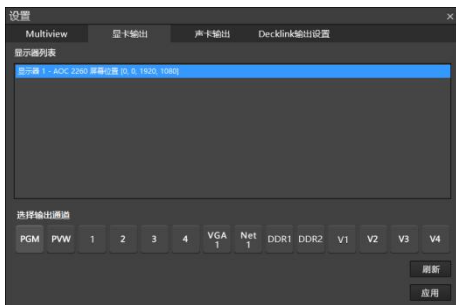 设置
Multiview 显卡输出 声卡输出 Decklink输出设置
显示器列表
显示器 1 - AOC 2260 屏幕位置 [0, 0, 1920, 1080]
选择输出通道
PGM PVW 1 2 3 4 VGA 1 Net 1 DDR1 DDR2 V1 V2 V3 V4
刷新
应用